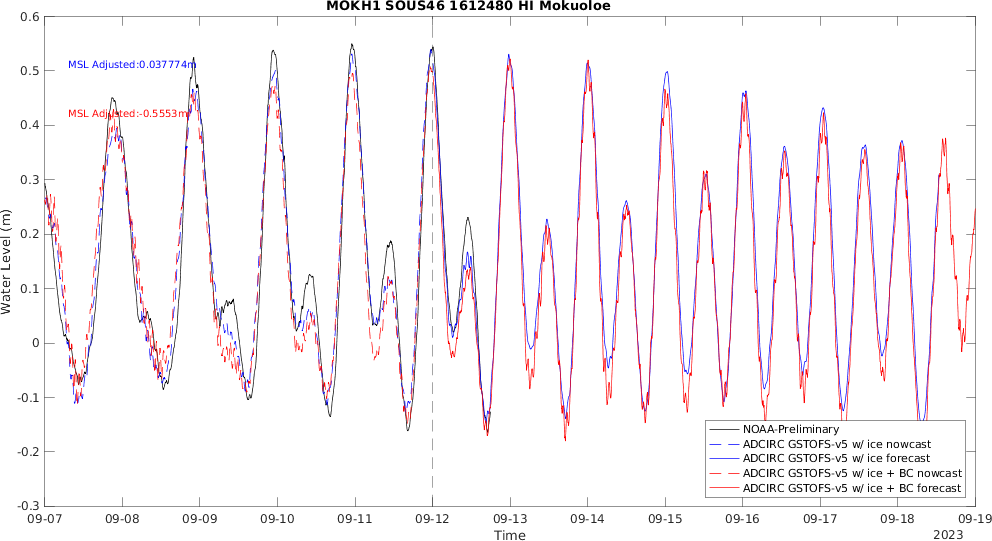 MOKH1 SOUS46 1612480 HI Mokuoloe
0.6
0.5
0.4
0.3
0.2
0.1
0
-0.1
-0.2
-0.3
Water Level (m)
MSL Adjusted:0.037774m
MSL Adjusted:-0.5553m
NOAA-Preliminary
ADCIRC GSTOFS-v5 w/ ice nowcast
ADCIRC GSTOFS-v5 w/ ice forecast
ADCIRC GSTOFS-v5 w/ ice + BC nowcast
ADCIRC GSTOFS-v5 w/ ice + BC forecast
09-07 09-08 09-09 09-10 09-11 09-12 09-13 09-14 09-15 09-16 09-17 09-18 09-19
Time
2023